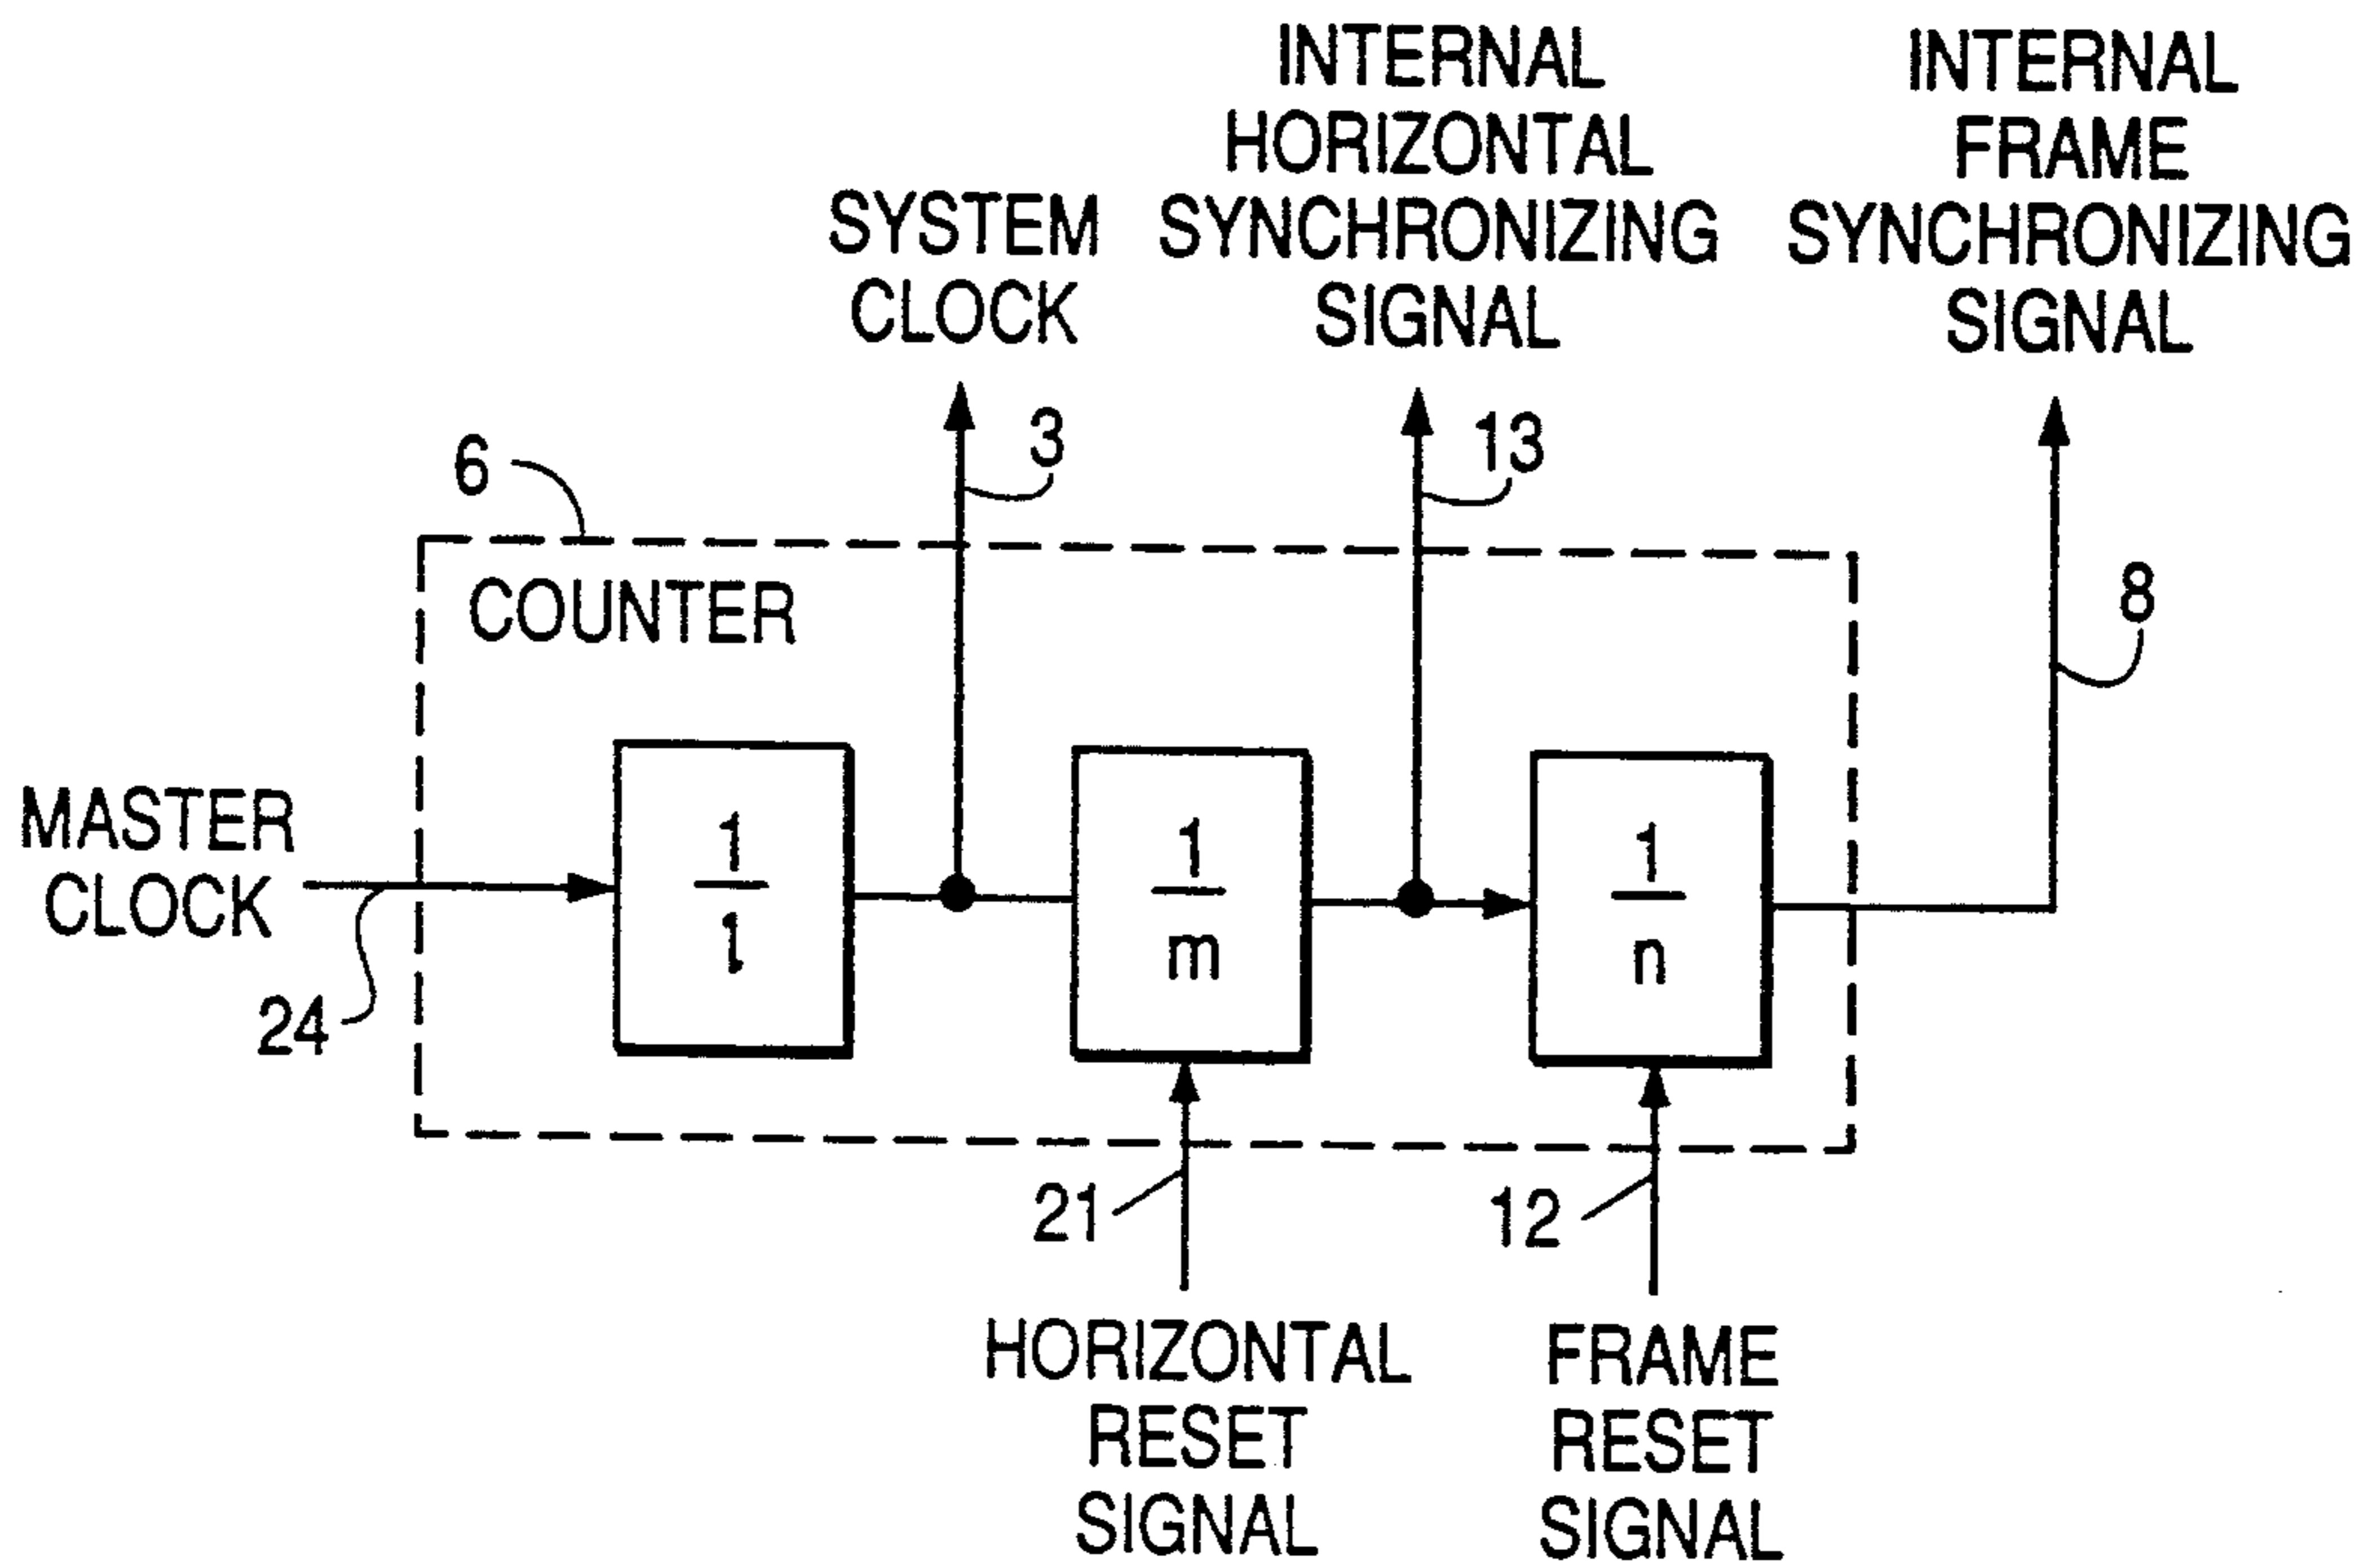 INTERNAL
HORIZONTAL
SYNCHRONIZING
SIGNAL
INTERNAL
FRAME
SYNCHRONIZING
SIGNAL
SYSTEM
CLOCK
3
13
6
8
COUNTER
MASTER
CLOCK
24
1
l
1
m
1
n
21
12
HORIZONTAL
RESET
SIGNAL
FRAME
RESET
SIGNAL